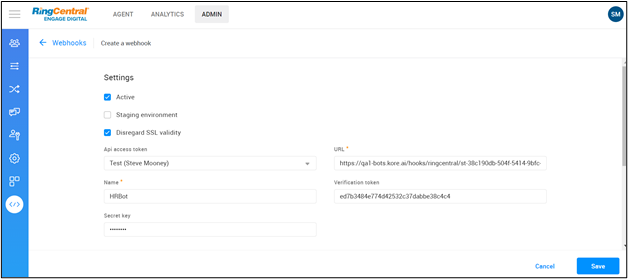 RingCentral
ENGAGE DIGITAL
AGENT
ANALYTICS
ADMIN
SM
Webhooks
Create a webhook
Settings
Active
Staging environment
Disregard SSL validity
Api access token
URL *
Test (Steve Mooney)
https://qa1-bots.kore.ai/hooks/ringcentral/st-38c190db-504f-5414-9bfc-
Name *
Verification token
HRBot
ed7b3484e774d42532c37dabbe38c4c4
Secret key
••••••••
Cancel
Save